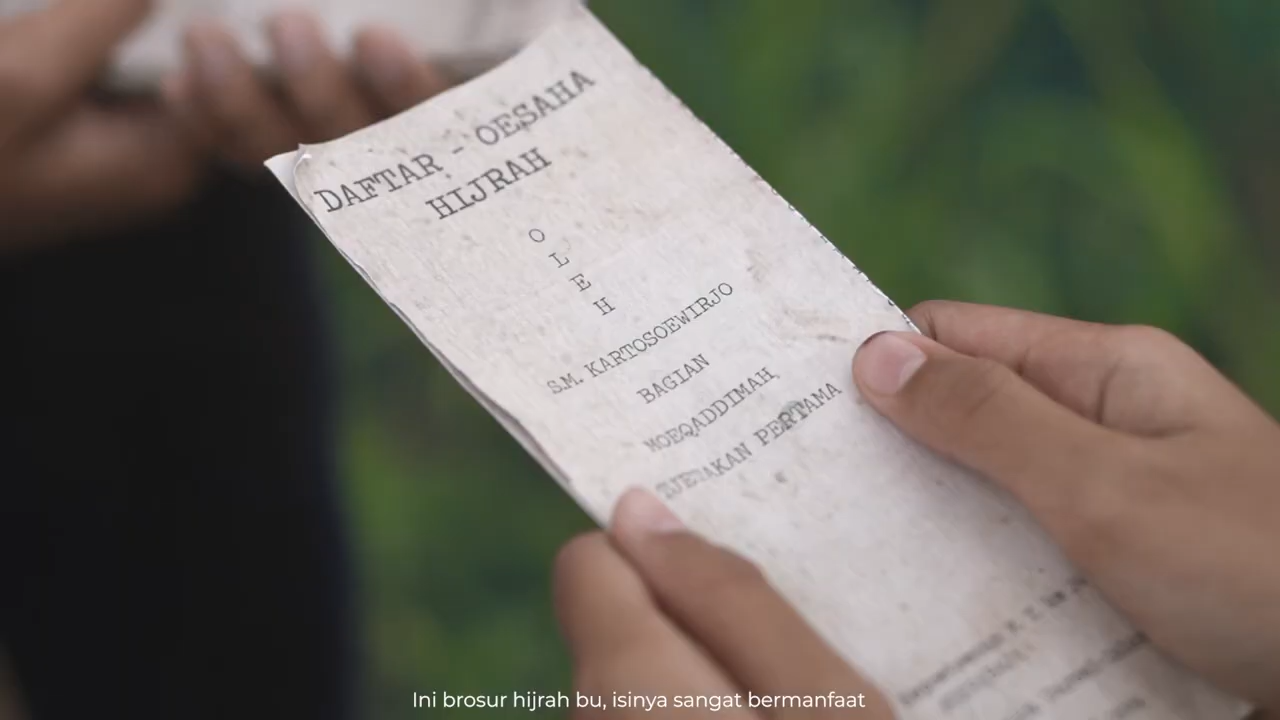 DAFTAR - OESAHA
HIJRAH
O
L
E
H
S.M. KARTOSOEWIRJO
BAGIAN
MOEQADDIMAH,
TJETAKAN PERTAMA
Ini brosur hijrah bu, isinya sangat bermanfaat